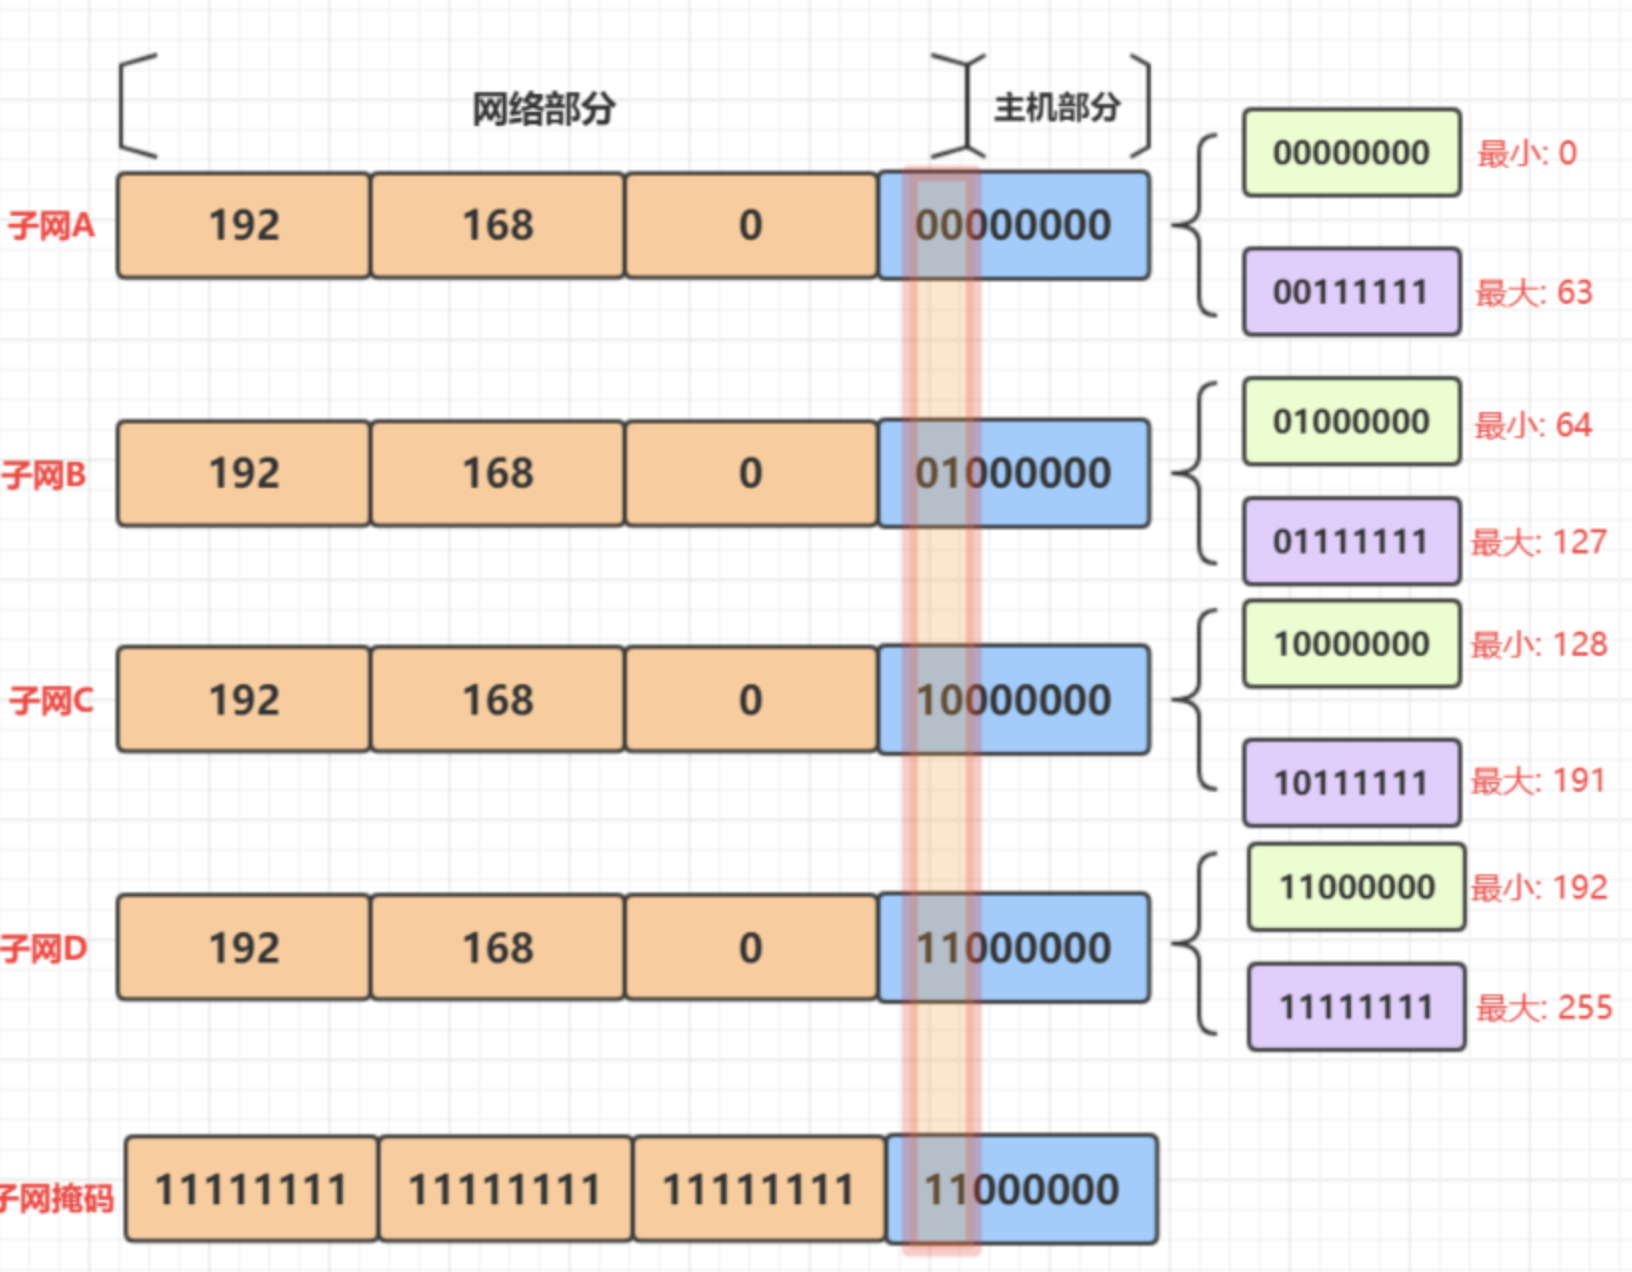 网络部分 主机部分
子网A 192 168 0 00000000
00000000 最小: 0
00111111 最大: 63
子网B 192 168 0 01000000
01000000 最小: 64
01111111 最大: 127
子网C 192 168 0 10000000
10000000 最小: 128
10111111 最大: 191
子网D 192 168 0 11000000
11000000 最小: 192
11111111 最大: 255
子网掩码 11111111 11111111 11111111 11000000